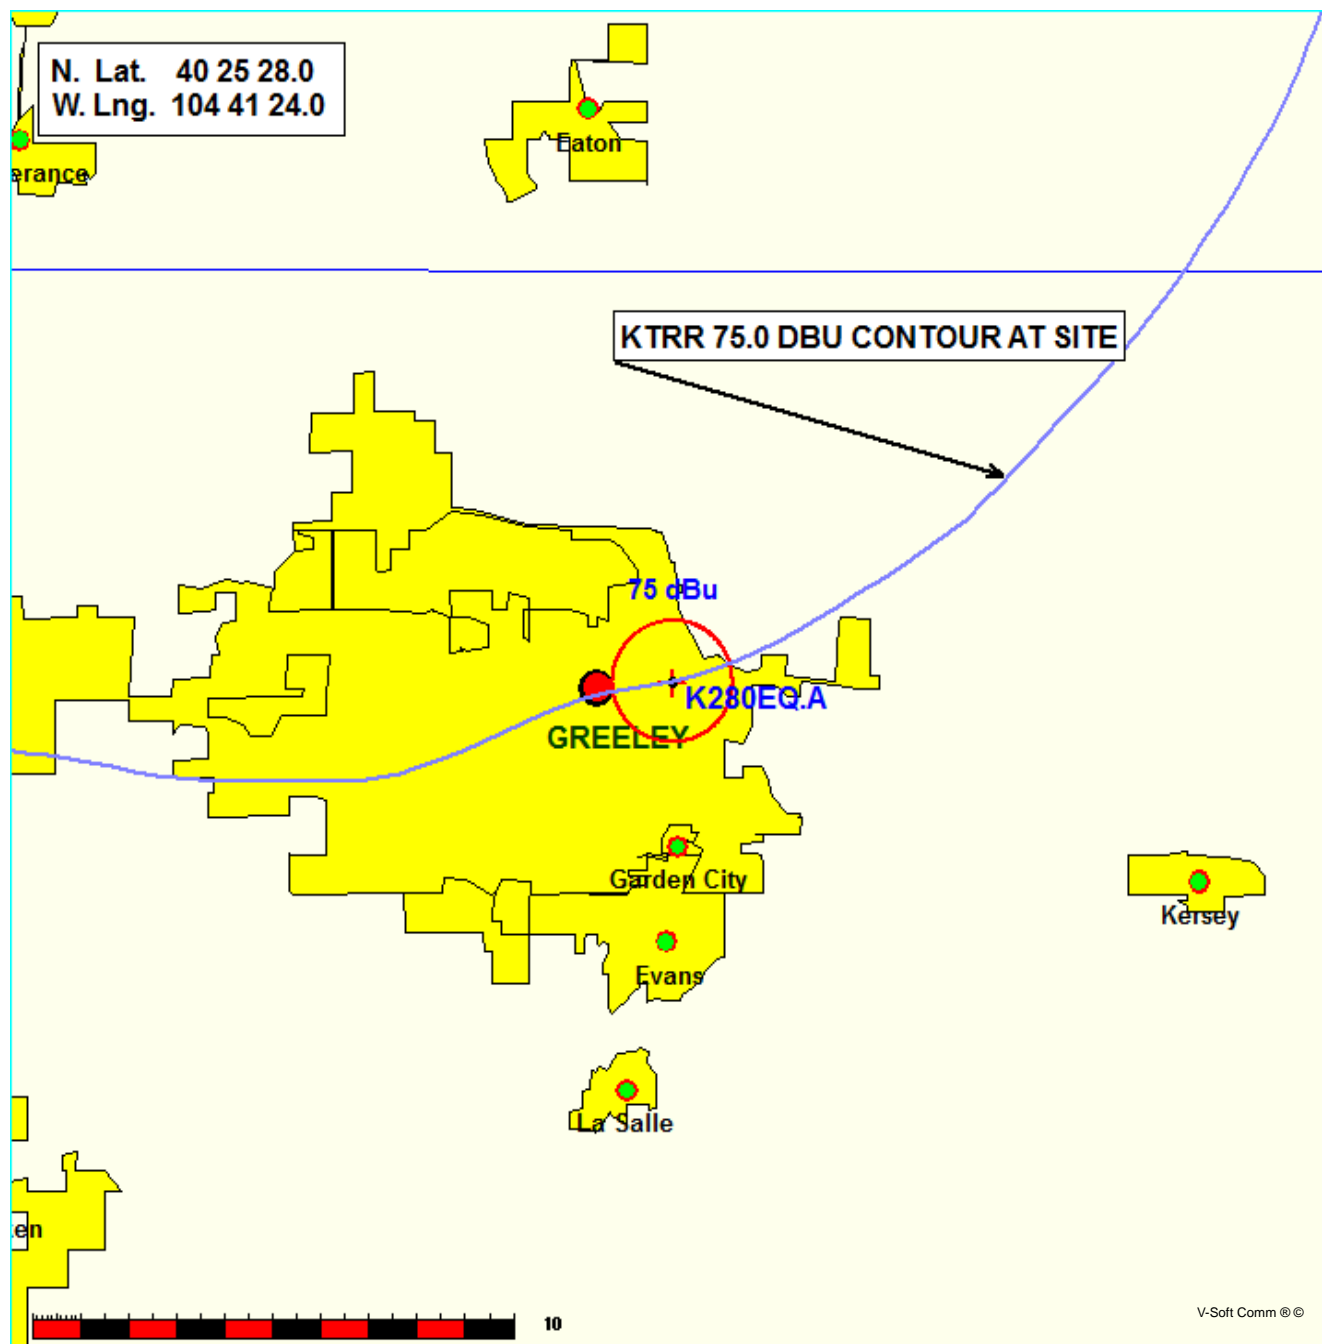 N. Lat. 40 25 28.0
W. Lng. 104 41 24.0
Eaton
erance
KTRR 75.0 DBU CONTOUR AT SITE
75 dBu
K280EQ.A
GREELEY
Garden City
Kersey
Evans
La Salle
en
10
V-Soft Comm ® ©